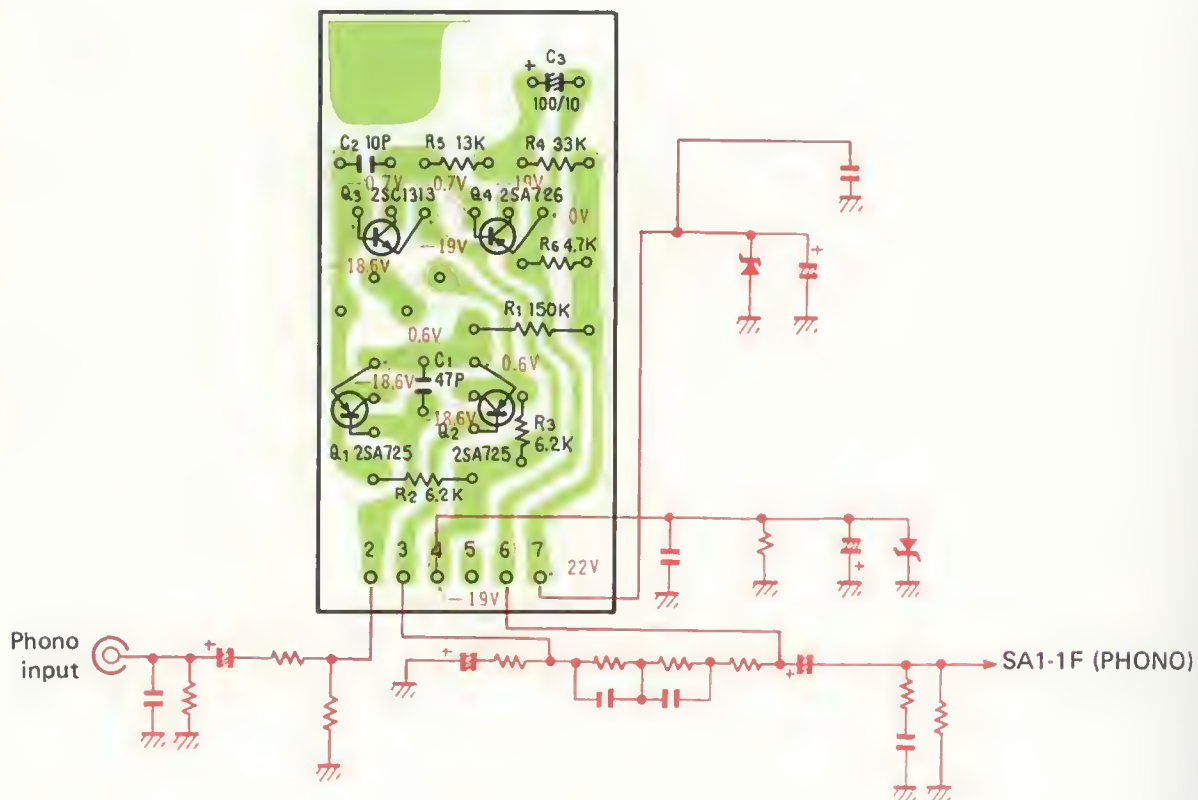 + C3
100/10
C2 10P R5 13K R4 33K
-0.7V 0.7V -19V
Q3 2SC1313 Q4 2SA726
0V
-19V
R6 4.7K
18.6V
R1 150K
0.6V
C1 0.6V
-18.6V 47P
-18.6V
Q2 R3
6.2K
Q1 2SA725 2SA725
R2 6.2K
2 3 4 5 6 7
22V
-19V
Phono
input
SA1-1F (PHONO)
+
+
+
+
+